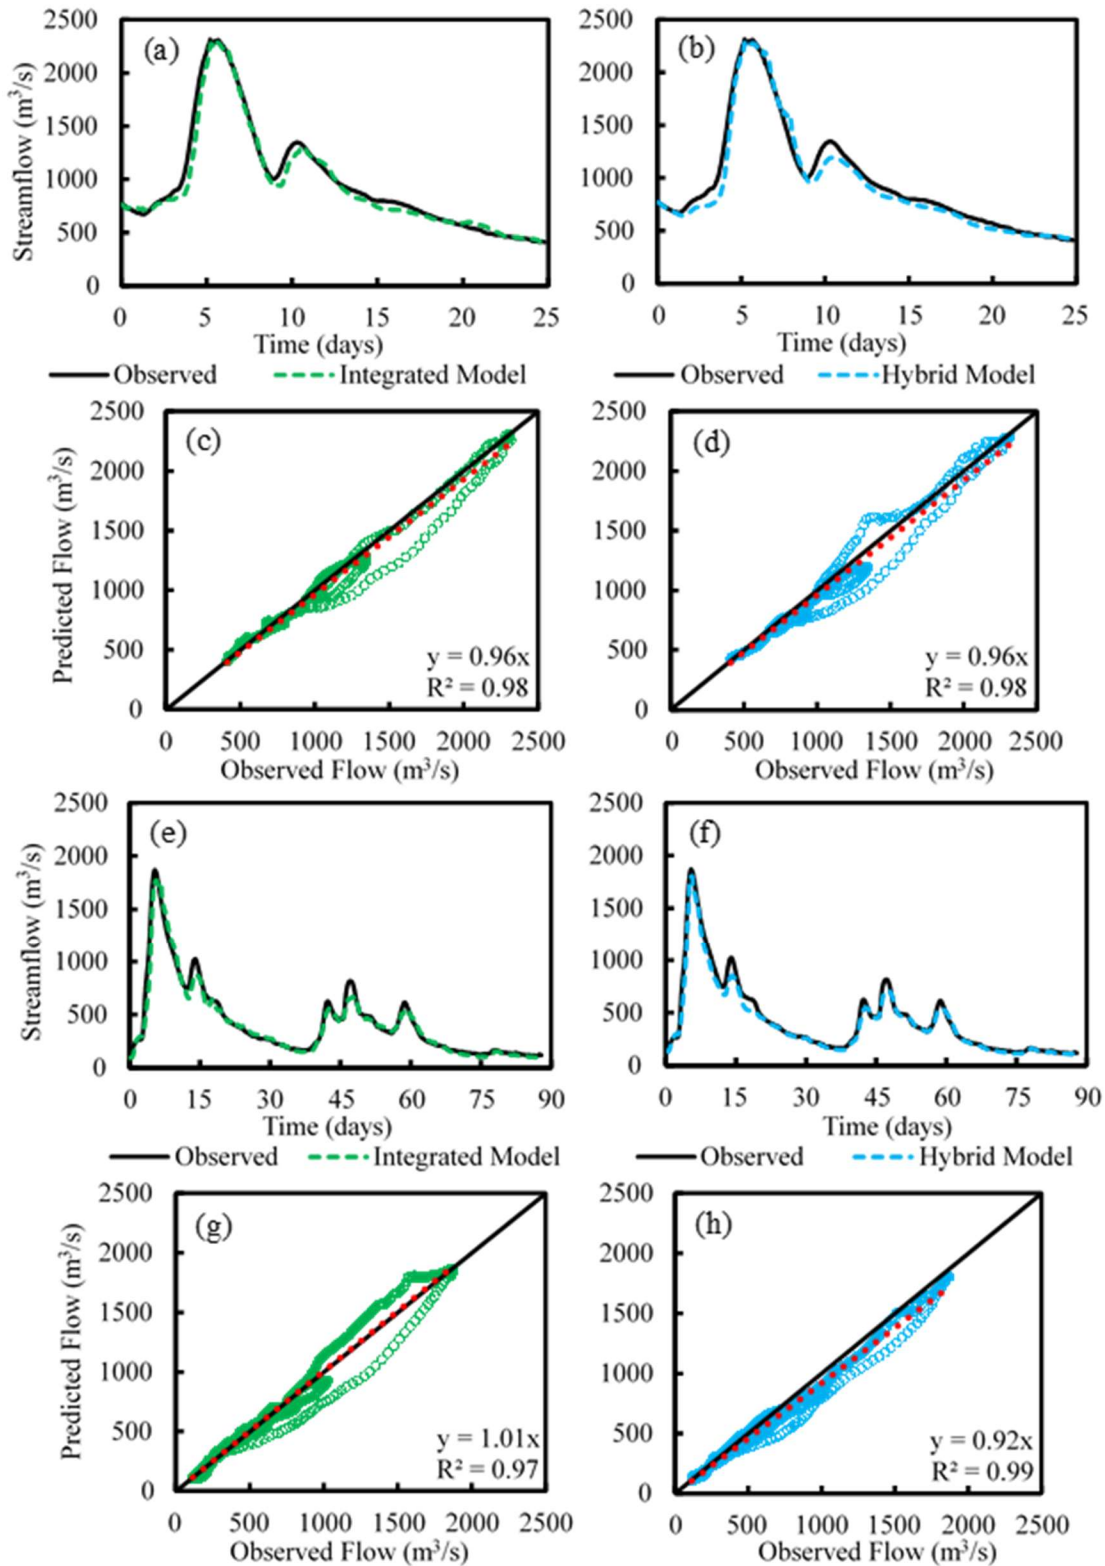 (a)
Streamflow (m³/s)
2500
2000
1500
1000
500
0
0 5 10 15 20 25
Time (days)
Observed Integrated Model
(b)
2500
2000
1500
1000
500
0
0 5 10 15 20 25
Time (days)
Observed Hybrid Model
(c)
Predicted Flow (m³/s)
2500
2000
1500
1000
500
0
y = 0.96x
R² = 0.98
0 500 1000 1500 2000 2500
Observed Flow (m³/s)
(d)
2500
2000
1500
1000
500
0
y = 0.96x
R² = 0.98
0 500 1000 1500 2000 2500
Observed Flow (m³/s)
(e)
Streamflow (m³/s)
2500
2000
1500
1000
500
0
0 15 30 45 60 75 90
Time (days)
Observed Integrated Model
(f)
2500
2000
1500
1000
500
0
0 15 30 45 60 75 90
Time (days)
Observed Hybrid Model
(g)
Predicted Flow (m³/s)
2500
2000
1500
1000
500
0
y = 1.01x
R² = 0.97
0 500 1000 1500 2000 2500
Observed Flow (m³/s)
(h)
2500
2000
1500
1000
500
0
y = 0.92x
R² = 0.99
0 500 1000 1500 2000 2500
Observed Flow (m³/s)